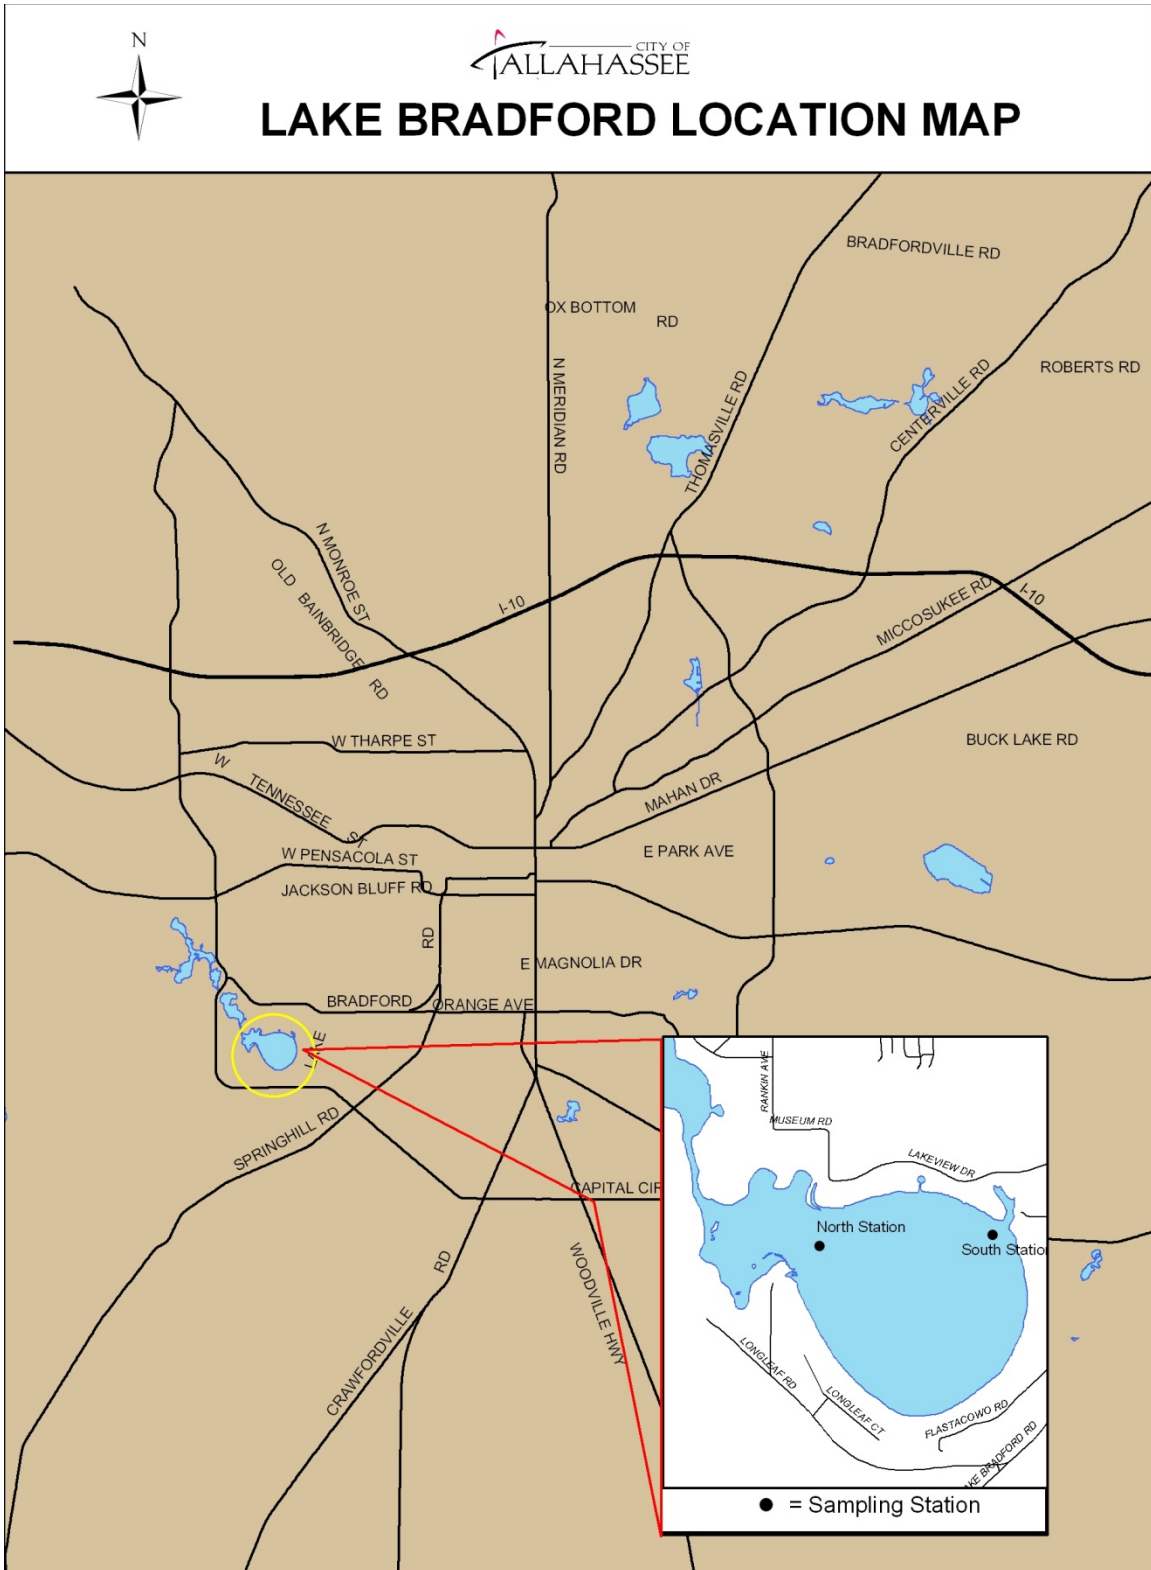 N
CITY OF
TALLAHASSEE
LAKE BRADFORD LOCATION MAP
BRADFORDVILLE RD
OX BOTTOM RD
ROBERTS RD
N MERIDIAN RD
THOMASVILLE RD
CENTERVILLE RD
N MONROE ST
OLD BAINBRIDGE RD
I-10
MICCOSUKEE RD
I-10
W THARPE ST
BUCK LAKE RD
W TENNESSEE ST
MAHAN DR
W PENSACOLA ST
E PARK AVE
JACKSON BLUFF RD
RD
E MAGNOLIA DR
BRADFORD
ORANGE AVE
LAKE
SPRINGHILL RD
CAPITAL CIR
WOODVILLE HWY
CRAWFORDVILLE RD
RANKIN AVE
MUSEUM RD
LAKEVIEW DR
North Station
South Station
LONGLEAF RD
LONGLEAF CT
FLASTACOWO RD
AKE BRADFORD RD
● = Sampling Station